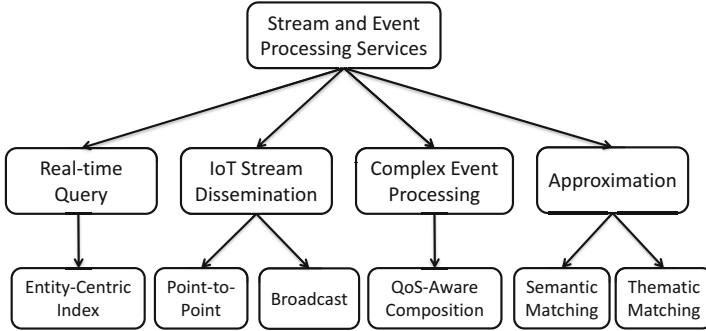 Stream and Event
Processing Services
Real-time
Query
IoT Stream
Dissemination
Complex Event
Processing
Approximation
Entity-Centric
Index
Point-to-
Point
Broadcast
QoS-Aware
Composition
Semantic
Matching
Thematic
Matching